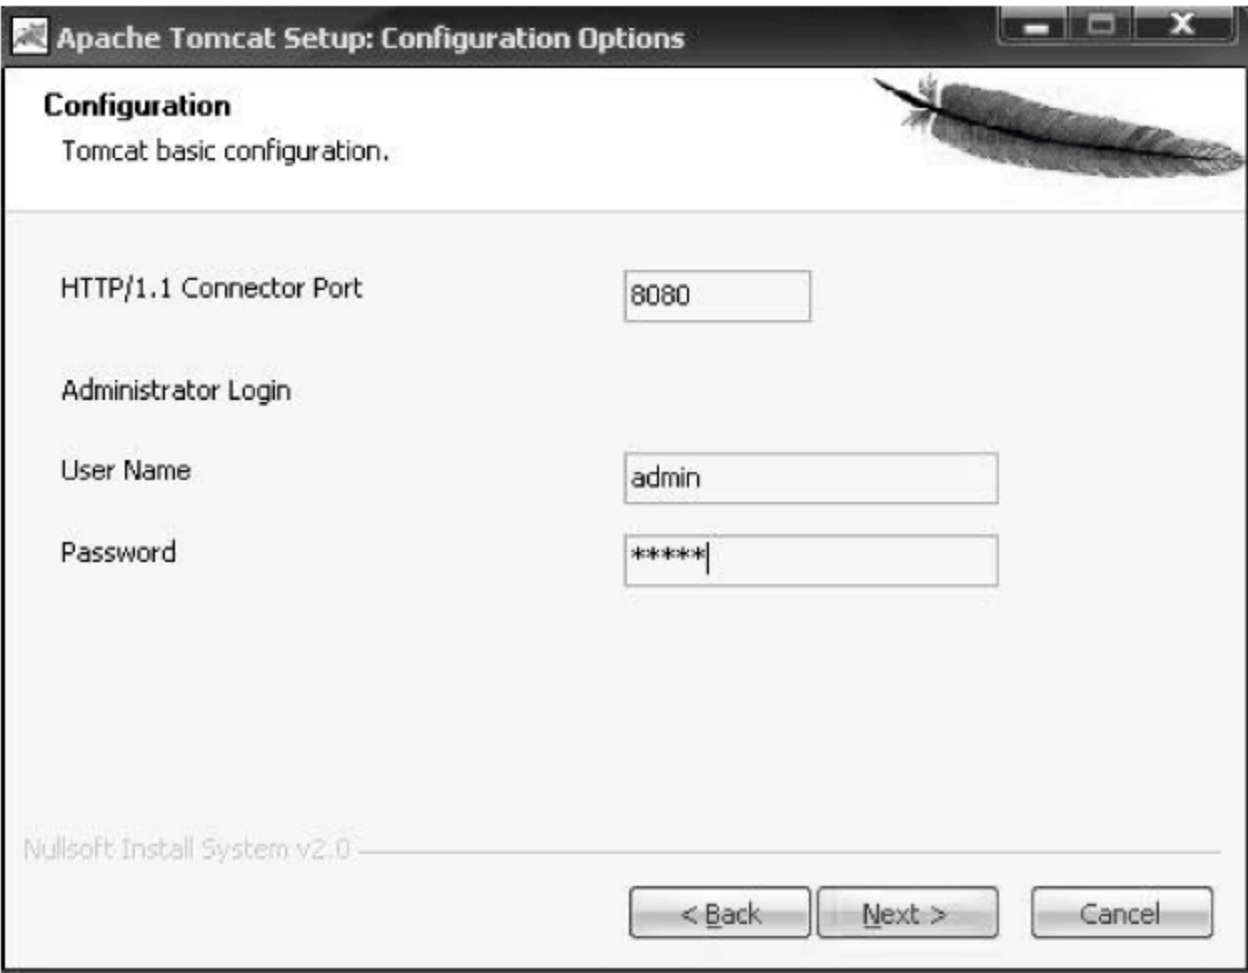 Apache Tomcat Setup: Configuration Options
Configuration
Tomcat basic configuration.
HTTP/1.1 Connector Port
8080
Administrator Login
User Name
admin
Password
*****
Nullsoft Install System v2.0
< Back
Next >
Cancel